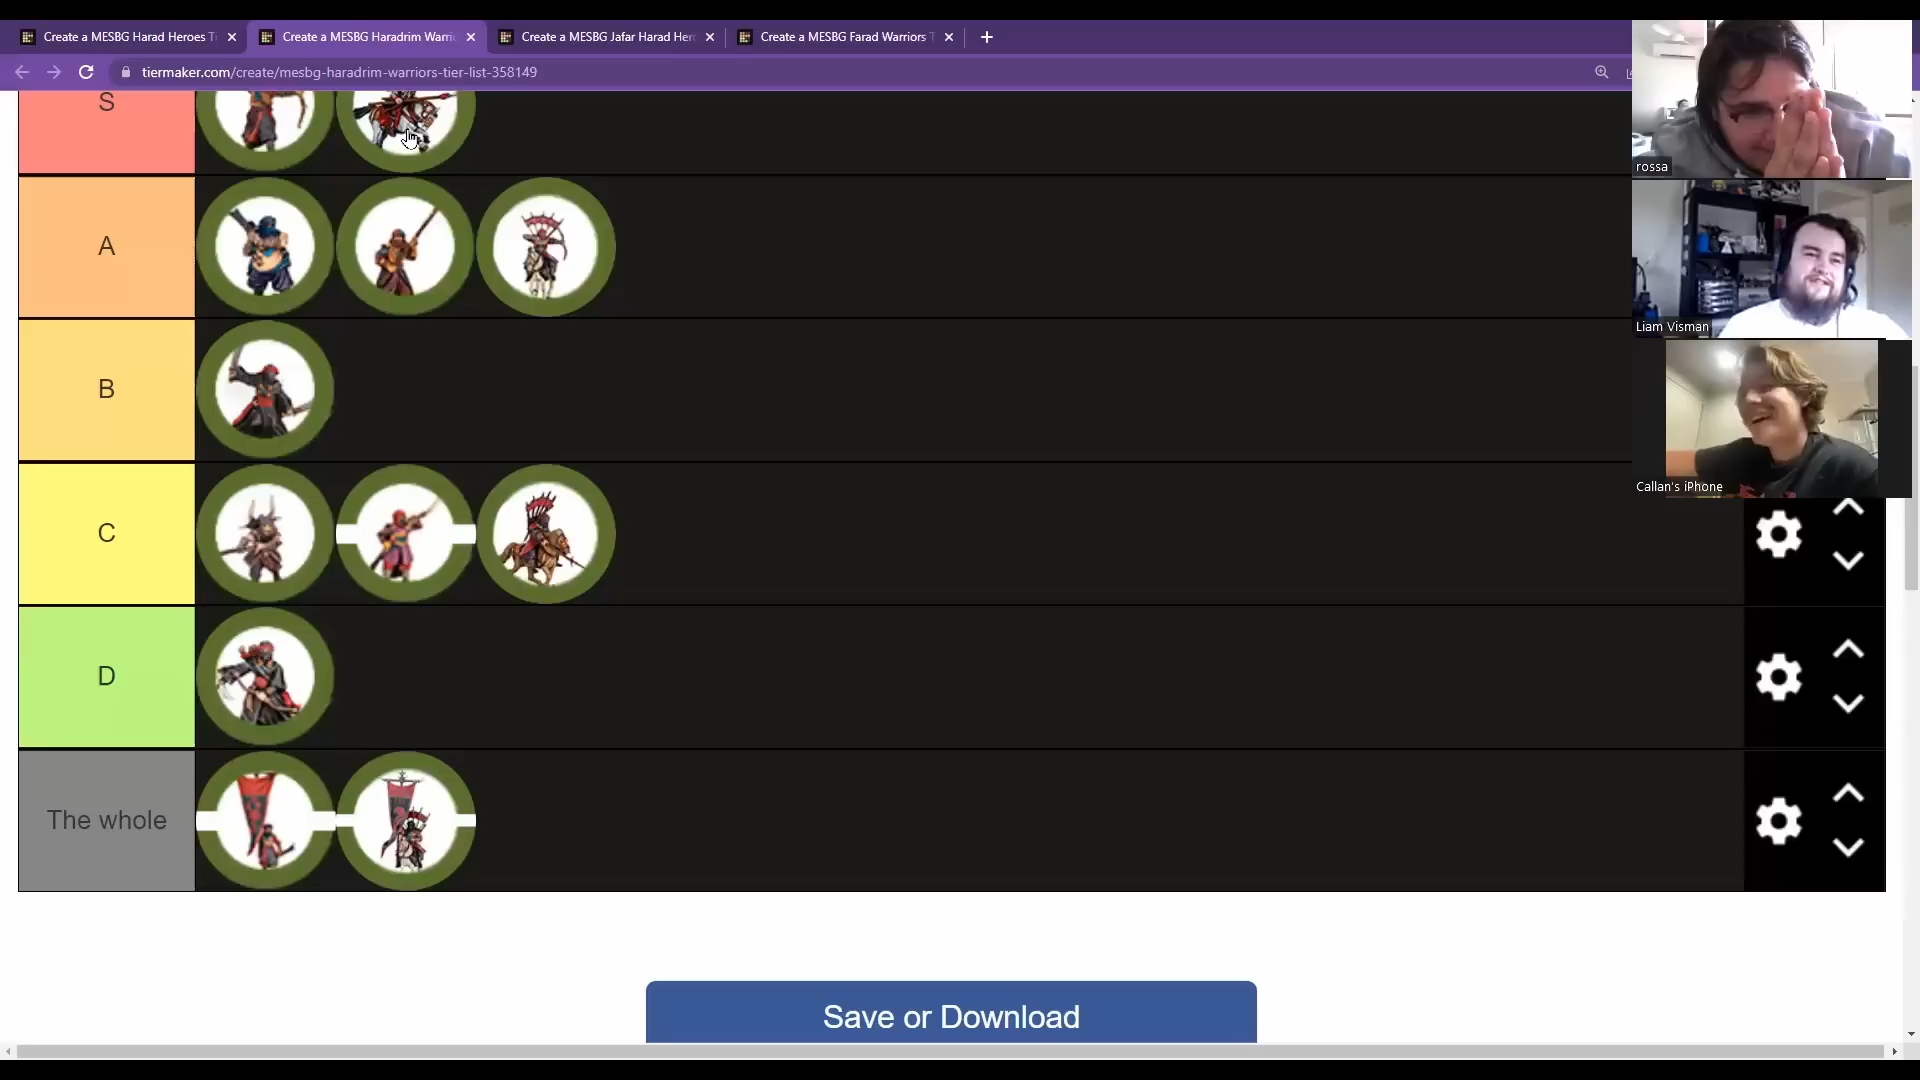 Create a MESBG Harad Heroes T
Create a MESBG Haradrim Warri
Create a MESBG Jafar Harad Her
Create a MESBG Farad Warriors T
tiermaker.com/create/mesbg-haradrim-warriors-tier-list-358149
S
rossa
A
Liam Visman
B
Callan's iPhone
C
D
The whole
Save or Download